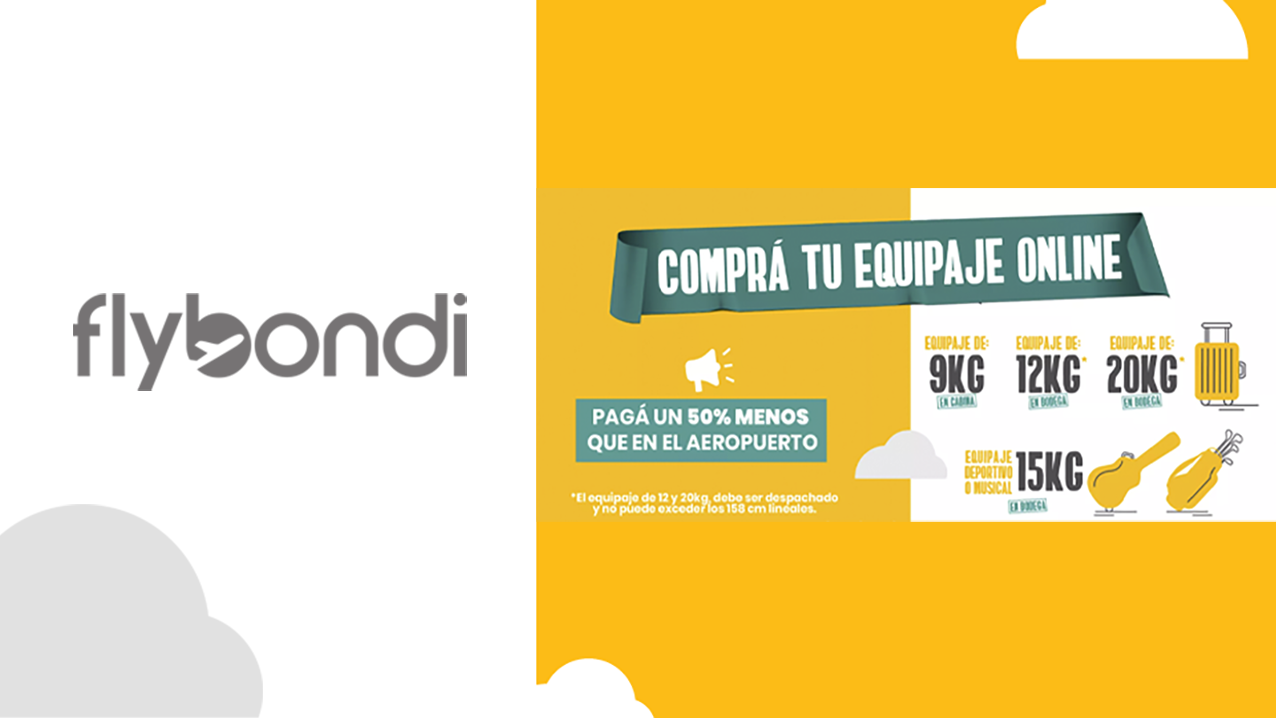 flybondi
COMPRÁ TU EQUIPAJE ONLINE
PAGÁ UN 50% MENOS
QUE EN EL AEROPUERTO
*El equipaje de 12 y 20kg, debe ser despachado
y no puede exceder los 158 cm lineales.
EQUIPAJE DE:
9KG
EN CABINA
EQUIPAJE DE:
12KG*
EN BODEGA
EQUIPAJE DE:
20KG*
EN BODEGA
EQUIPAJE
DEPORTIVO
O MUSICAL
15KG
EN BODEGA